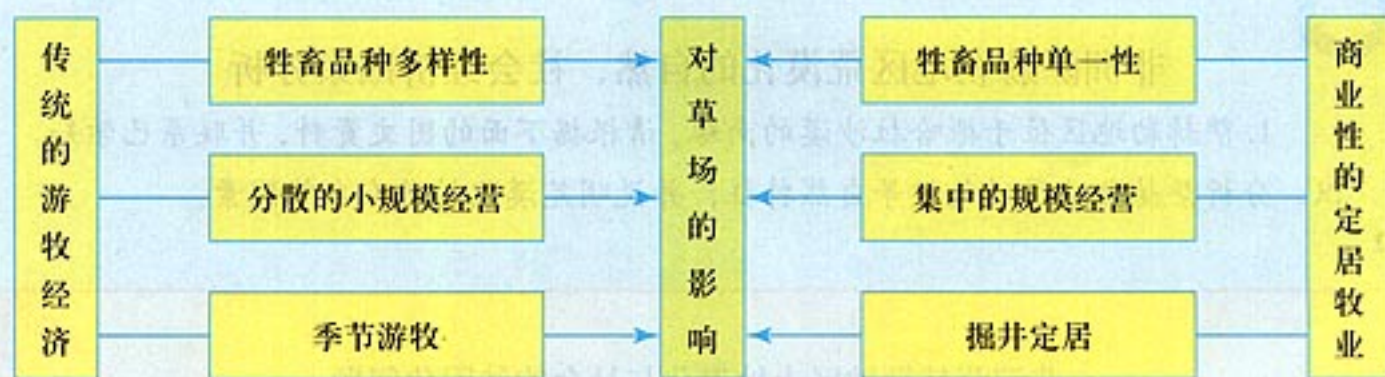 传统的游牧经济
牲畜品种多样性
分散的小规模经营
季节游牧
对草场的影响
牲畜品种单一性
集中的规模经营
掘井定居
商业性的定居牧业